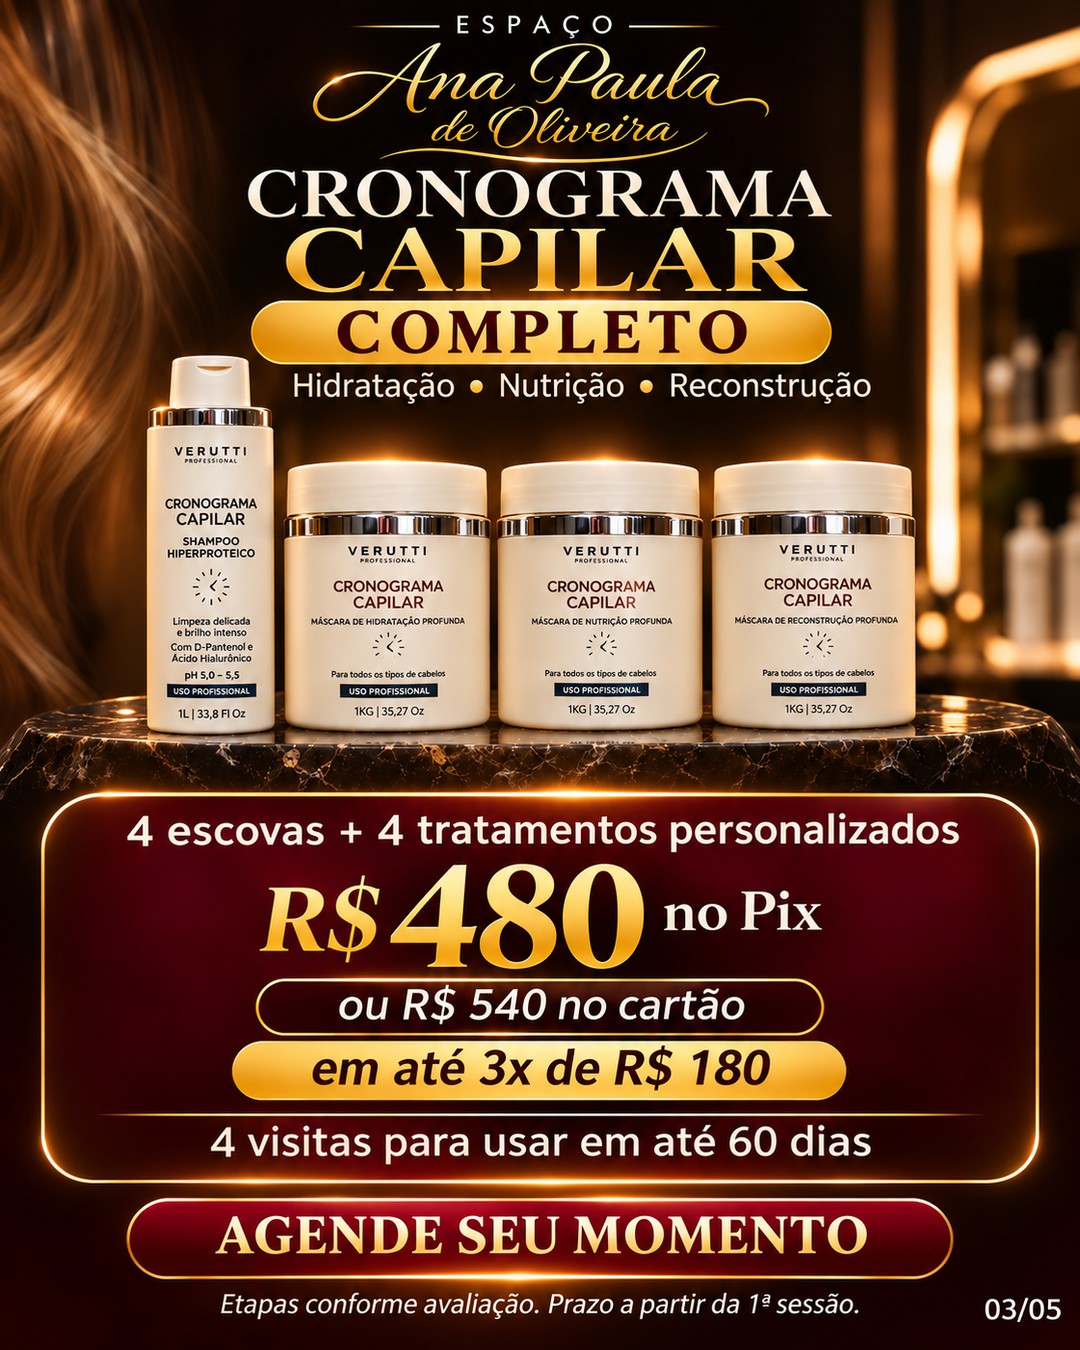 ESPAÇO
Ana Paula
de Oliveira
CRONOGRAMA
CAPILAR
COMPLETO
Hidratação • Nutrição • Reconstrução
VERUTTI
PROFESSIONAL
CRONOGRAMA
CAPILAR
SHAMPOO
HIPERPROTEICO
Limpeza delicada
e brilho intenso
Com D-Pantenol e
Ácido Hialurônico
pH 5,0 – 5,5
USO PROFISSIONAL
1L | 33,8 Fl Oz
VERUTTI
PROFESSIONAL
CRONOGRAMA
CAPILAR
MÁSCARA DE HIDRATAÇÃO PROFUNDA
Para todos os tipos de cabelos
USO PROFISSIONAL
1KG | 35,27 Oz
VERUTTI
PROFESSIONAL
CRONOGRAMA
CAPILAR
MÁSCARA DE NUTRIÇÃO PROFUNDA
Para todos os tipos de cabelos
USO PROFISSIONAL
1KG | 35,27 Oz
VERUTTI
PROFESSIONAL
CRONOGRAMA
CAPILAR
MÁSCARA DE RECONSTRUÇÃO PROFUNDA
Para todos os tipos de cabelos
USO PROFISSIONAL
1KG | 35,27 Oz
4 escovas + 4 tratamentos personalizados
R$ 480 no Pix
ou R$ 540 no cartão
em até 3x de R$ 180
4 visitas para usar em até 60 dias
AGENDE SEU MOMENTO
Etapas conforme avaliação. Prazo a partir da 1ª sessão.
03/05